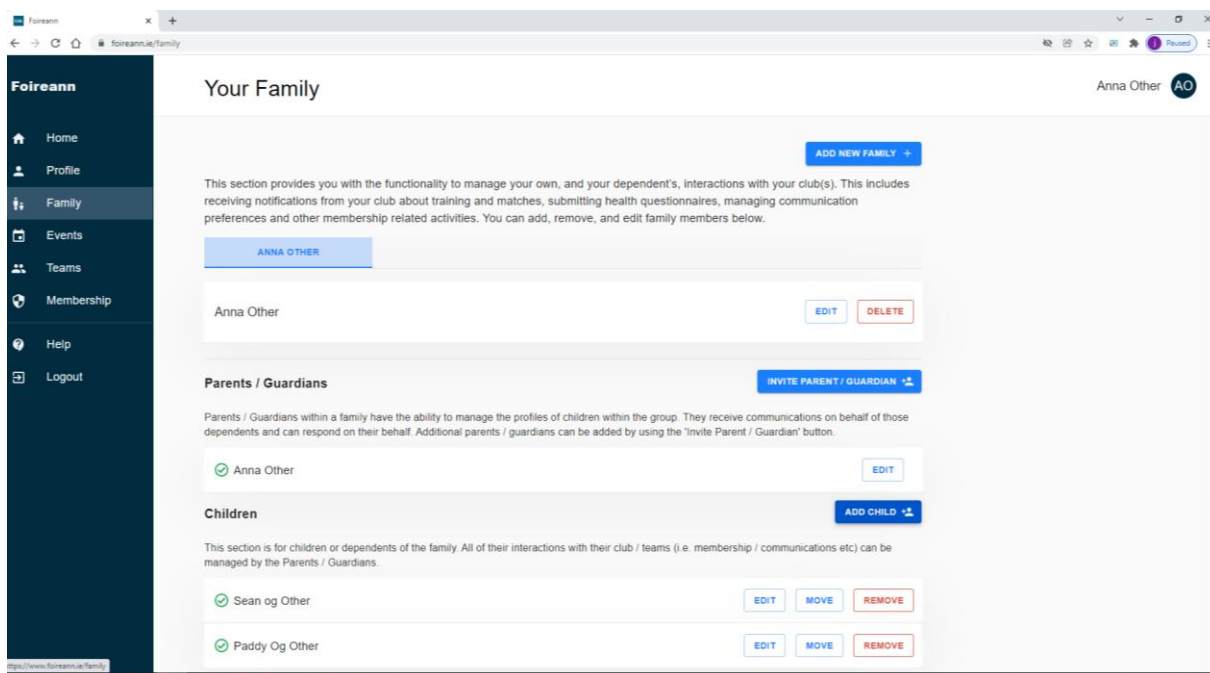 Foireann
foireann.ie/family
Paused
Foireann
Your Family
Anna Other AO
Home
Profile
Family
Events
Teams
Membership
Help
Logout
ADD NEW FAMILY +
This section provides you with the functionality to manage your own, and your dependent's, interactions with your club(s). This includes
receiving notifications from your club about training and matches, submitting health questionnaires, managing communication
preferences and other membership related activities. You can add, remove, and edit family members below.
ANNA OTHER
Anna Other EDIT DELETE
Parents / Guardians INVITE PARENT / GUARDIAN
Parents / Guardians within a family have the ability to manage the profiles of children within the group. They receive communications on behalf of those
dependents and can respond on their behalf. Additional parents / guardians can be added by using the 'Invite Parent / Guardian' button.
Anna Other EDIT
Children ADD CHILD
This section is for children or dependents of the family. All of their interactions with their club / teams (i.e. membership / communications etc) can be
managed by the Parents / Guardians.
Sean og Other EDIT MOVE REMOVE
Paddy Og Other EDIT MOVE REMOVE
ttps://www.foireann.ie/family